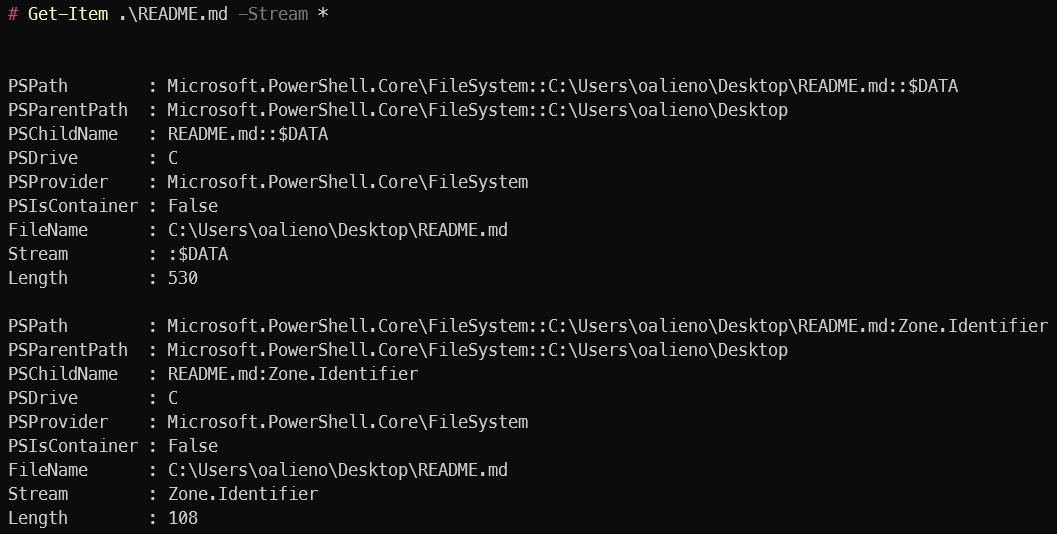 # Get-Item .\README.md -Stream *
PSPath        : Microsoft.PowerShell.Core\FileSystem::C:\Users\oalieno\Desktop\README.md::$DATA
PSParentPath  : Microsoft.PowerShell.Core\FileSystem::C:\Users\oalieno\Desktop
PSChildName   : README.md::$DATA
PSDrive       : C
PSProvider    : Microsoft.PowerShell.Core\FileSystem
PSIsContainer : False
FileName      : C:\Users\oalieno\Desktop\README.md
Stream        : :$DATA
Length        : 530
PSPath        : Microsoft.PowerShell.Core\FileSystem::C:\Users\oalieno\Desktop\README.md:Zone.Identifier
PSParentPath  : Microsoft.PowerShell.Core\FileSystem::C:\Users\oalieno\Desktop
PSChildName   : README.md:Zone.Identifier
PSDrive       : C
PSProvider    : Microsoft.PowerShell.Core\FileSystem
PSIsContainer : False
FileName      : C:\Users\oalieno\Desktop\README.md
Stream        : Zone.Identifier
Length        : 108